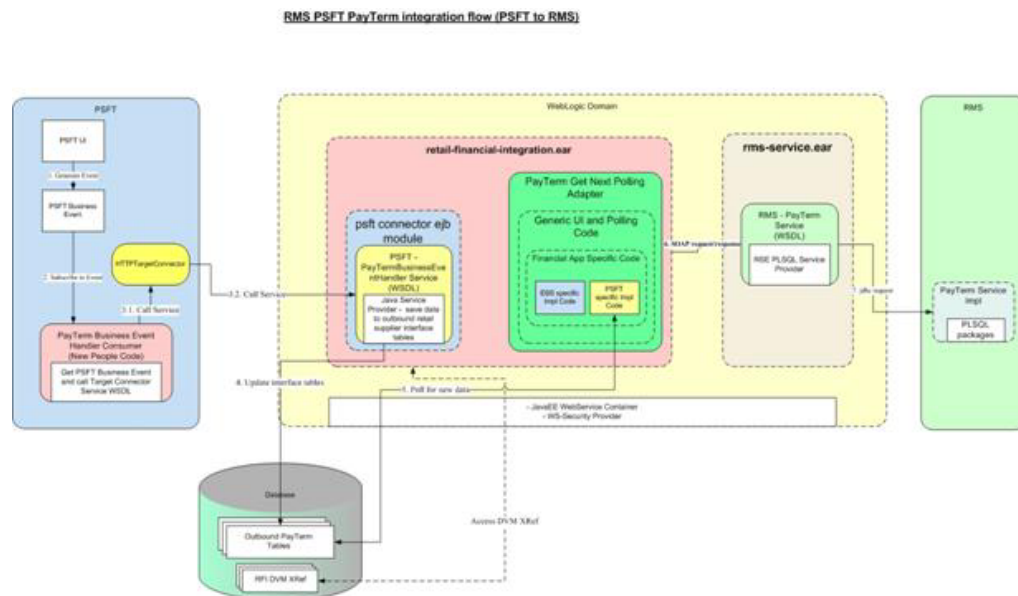 RMS PSFT PayTerm integration flow (PSFT to RMS)
PSFT
PSFT UI
1. Generate Event
PSFT Business
Event
2. Subscribe to Event
HTTPTargetConnector
3.1. Call Service
PayTerm Business Event
Handler Consumer
(New People Code)
Get PSFT Business Event
and call Target Connector
Service WSDL
3.2. Call Service
WebLogic Domain
retail-financial-integration.ear
psft connector ejb
module
PSFT -
PayTermBusinessEve
ntHandler Service
(WSDL)
Java Service
Provider – save data
to outbound retail
supplier interface
tables
PayTerm Get Next Polling
Adapter
Generic UI and Polling
Code
Financial App Specific Code
EBS specific
Impl Code
PSFT
specific Impl
Code
6. SOAP request/response
rms-service.ear
RMS - PayTerm
Service
(WSDL)
RSE PLSQL Service
Provider
RMS
PayTerm Service
Impl
PLSQL
packages
4. Update interface tables
5. Poll for new data
- JavaEE WebService Container
- WS-Security Provider
Database
Outbound PayTerm
Tables
RFI DVM XRef
Access DVM XRef